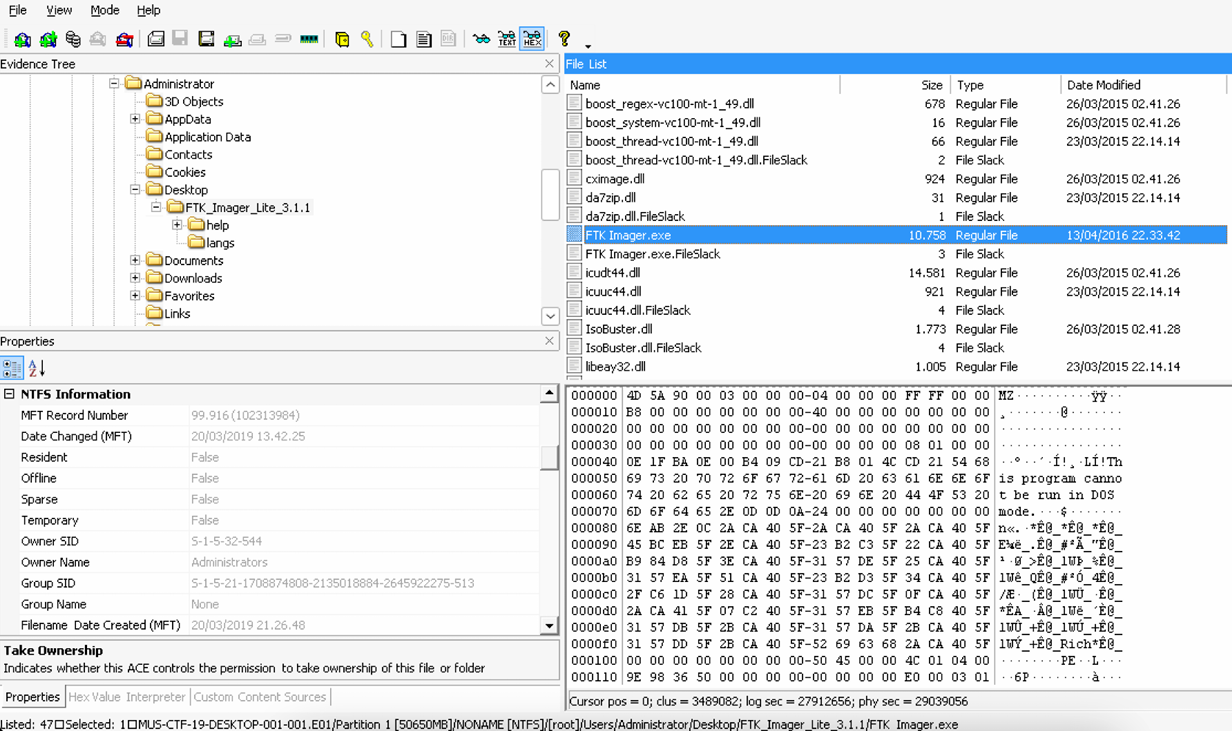 File View Mode Help
Evidence Tree
Administrator
3D Objects
AppData
Application Data
Contacts
Cookies
Desktop
FTK_Imager_Lite_3.1.1
help
langs
Documents
Downloads
Favorites
Links
Properties
NTFS Information
MFT Record Number 99.916 (102313984)
Date Changed (MFT) 20/03/2019 13.42.25
Resident False
Offline False
Sparse False
Temporary False
Owner SID S-1-5-32-544
Owner Name Administrators
Group SID S-1-5-21-1708874808-2135018884-2645922275-513
Group Name None
Filename Date Created (MFT) 20/03/2019 21.26.48
Take Ownership
Indicates whether this ACE controls the permission to take ownership of this file or folder
Properties Hex Value Interpreter Custom Content Sources
File List
Name Size Type Date Modified
boost_regex-vc100-mt-1_49.dll 678 Regular File 26/03/2015 02.41.26
boost_system-vc100-mt-1_49.dll 16 Regular File 26/03/2015 02.41.26
boost_thread-vc100-mt-1_49.dll 66 Regular File 23/03/2015 22.14.14
boost_thread-vc100-mt-1_49.dll.FileSlack 2 File Slack
cximage.dll 924 Regular File 26/03/2015 02.41.26
da7zip.dll 31 Regular File 23/03/2015 22.14.14
da7zip.dll.FileSlack 1 File Slack
FTK Imager.exe 10.758 Regular File 13/04/2016 22.33.42
FTK Imager.exe.FileSlack 3 File Slack
icudt44.dll 14.581 Regular File 26/03/2015 02.41.26
icuuc44.dll 921 Regular File 23/03/2015 22.14.14
icuuc44.dll.FileSlack 4 File Slack
IsoBuster.dll 1.773 Regular File 26/03/2015 02.41.28
IsoBuster.dll.FileSlack 4 File Slack
libeay32.dll 1.005 Regular File 23/03/2015 22.14.14
000000 4D 5A 90 00 03 00 00 00-04 00 00 00 FF FF 00 00 MZ··········ÿÿ··
000010 B8 00 00 00 00 00 00 00-40 00 00 00 00 00 00 00 ¸·······@·······
000020 00 00 00 00 00 00 00 00-00 00 00 00 00 00 00 00 ················
000030 00 00 00 00 00 00 00 00-00 00 00 00 08 01 00 00 ················
000040 0E 1F BA 0E 00 B4 09 CD-21 B8 01 4C CD 21 54 68 ··º··´·Í!¸·LÍ!Th
000050 69 73 20 70 72 6F 67 72-61 6D 20 63 61 6E 6E 6F is program canno
000060 74 20 62 65 20 72 75 6E-20 69 6E 20 44 4F 53 20 t be run in DOS
000070 6D 6F 64 65 2E 0D 0D 0A-24 00 00 00 00 00 00 00 mode.···$·······
000080 6E AB 2E 0C 2A CA 40 5F-2A CA 40 5F 2A CA 40 5F n«.·*Ê@_*Ê@_*Ê@_
000090 45 BC EB 5F 2E CA 40 5F-23 B2 C3 5F 22 CA 40 5F E¼ë_.Ê@_#²Ã_"Ê@_
0000a0 B9 84 D8 5F 3E CA 40 5F-31 57 DE 5F 25 CA 40 5F ¹·Ø_>Ê@_1WÞ_%Ê@_
0000b0 31 57 EA 5F 51 CA 40 5F-23 B2 D3 5F 34 CA 40 5F 1Wê_QÊ@_#²Ó_4Ê@_
0000c0 2F C6 1D 5F 28 CA 40 5F-31 57 DC 5F 0F CA 40 5F /Æ·_(Ê@_1WÜ_·Ê@_
0000d0 2A CA 41 5F 07 C2 40 5F-31 57 EB 5F B4 C8 40 5F *ÊA_·Â@_1Wë_´È@_
0000e0 31 57 DB 5F 2B CA 40 5F-31 57 DA 5F 2B CA 40 5F 1WÛ_+Ê@_1WÚ_+Ê@_
0000f0 31 57 DD 5F 2B CA 40 5F-52 69 63 68 2A CA 40 5F 1WÝ_+Ê@_Rich*Ê@_
000100 00 00 00 00 00 00 00 00-50 45 00 00 4C 01 04 00 ········PE··L···
000110 9E 98 36 50 00 00 00 00-00 00 00 00 E0 00 03 01 ··6P········à···
Cursor pos = 0; clus = 3489082; log sec = 27912656; phy sec = 29039056
Listed: 47 Selected: 1 MUS-CTF-19-DESKTOP-001-001.E01/Partition 1 [50650MB]/NONAME [NTFS]/[root]/Users/Administrator/Desktop/FTK_Imager_Lite_3.1.1/FTK Imager.exe